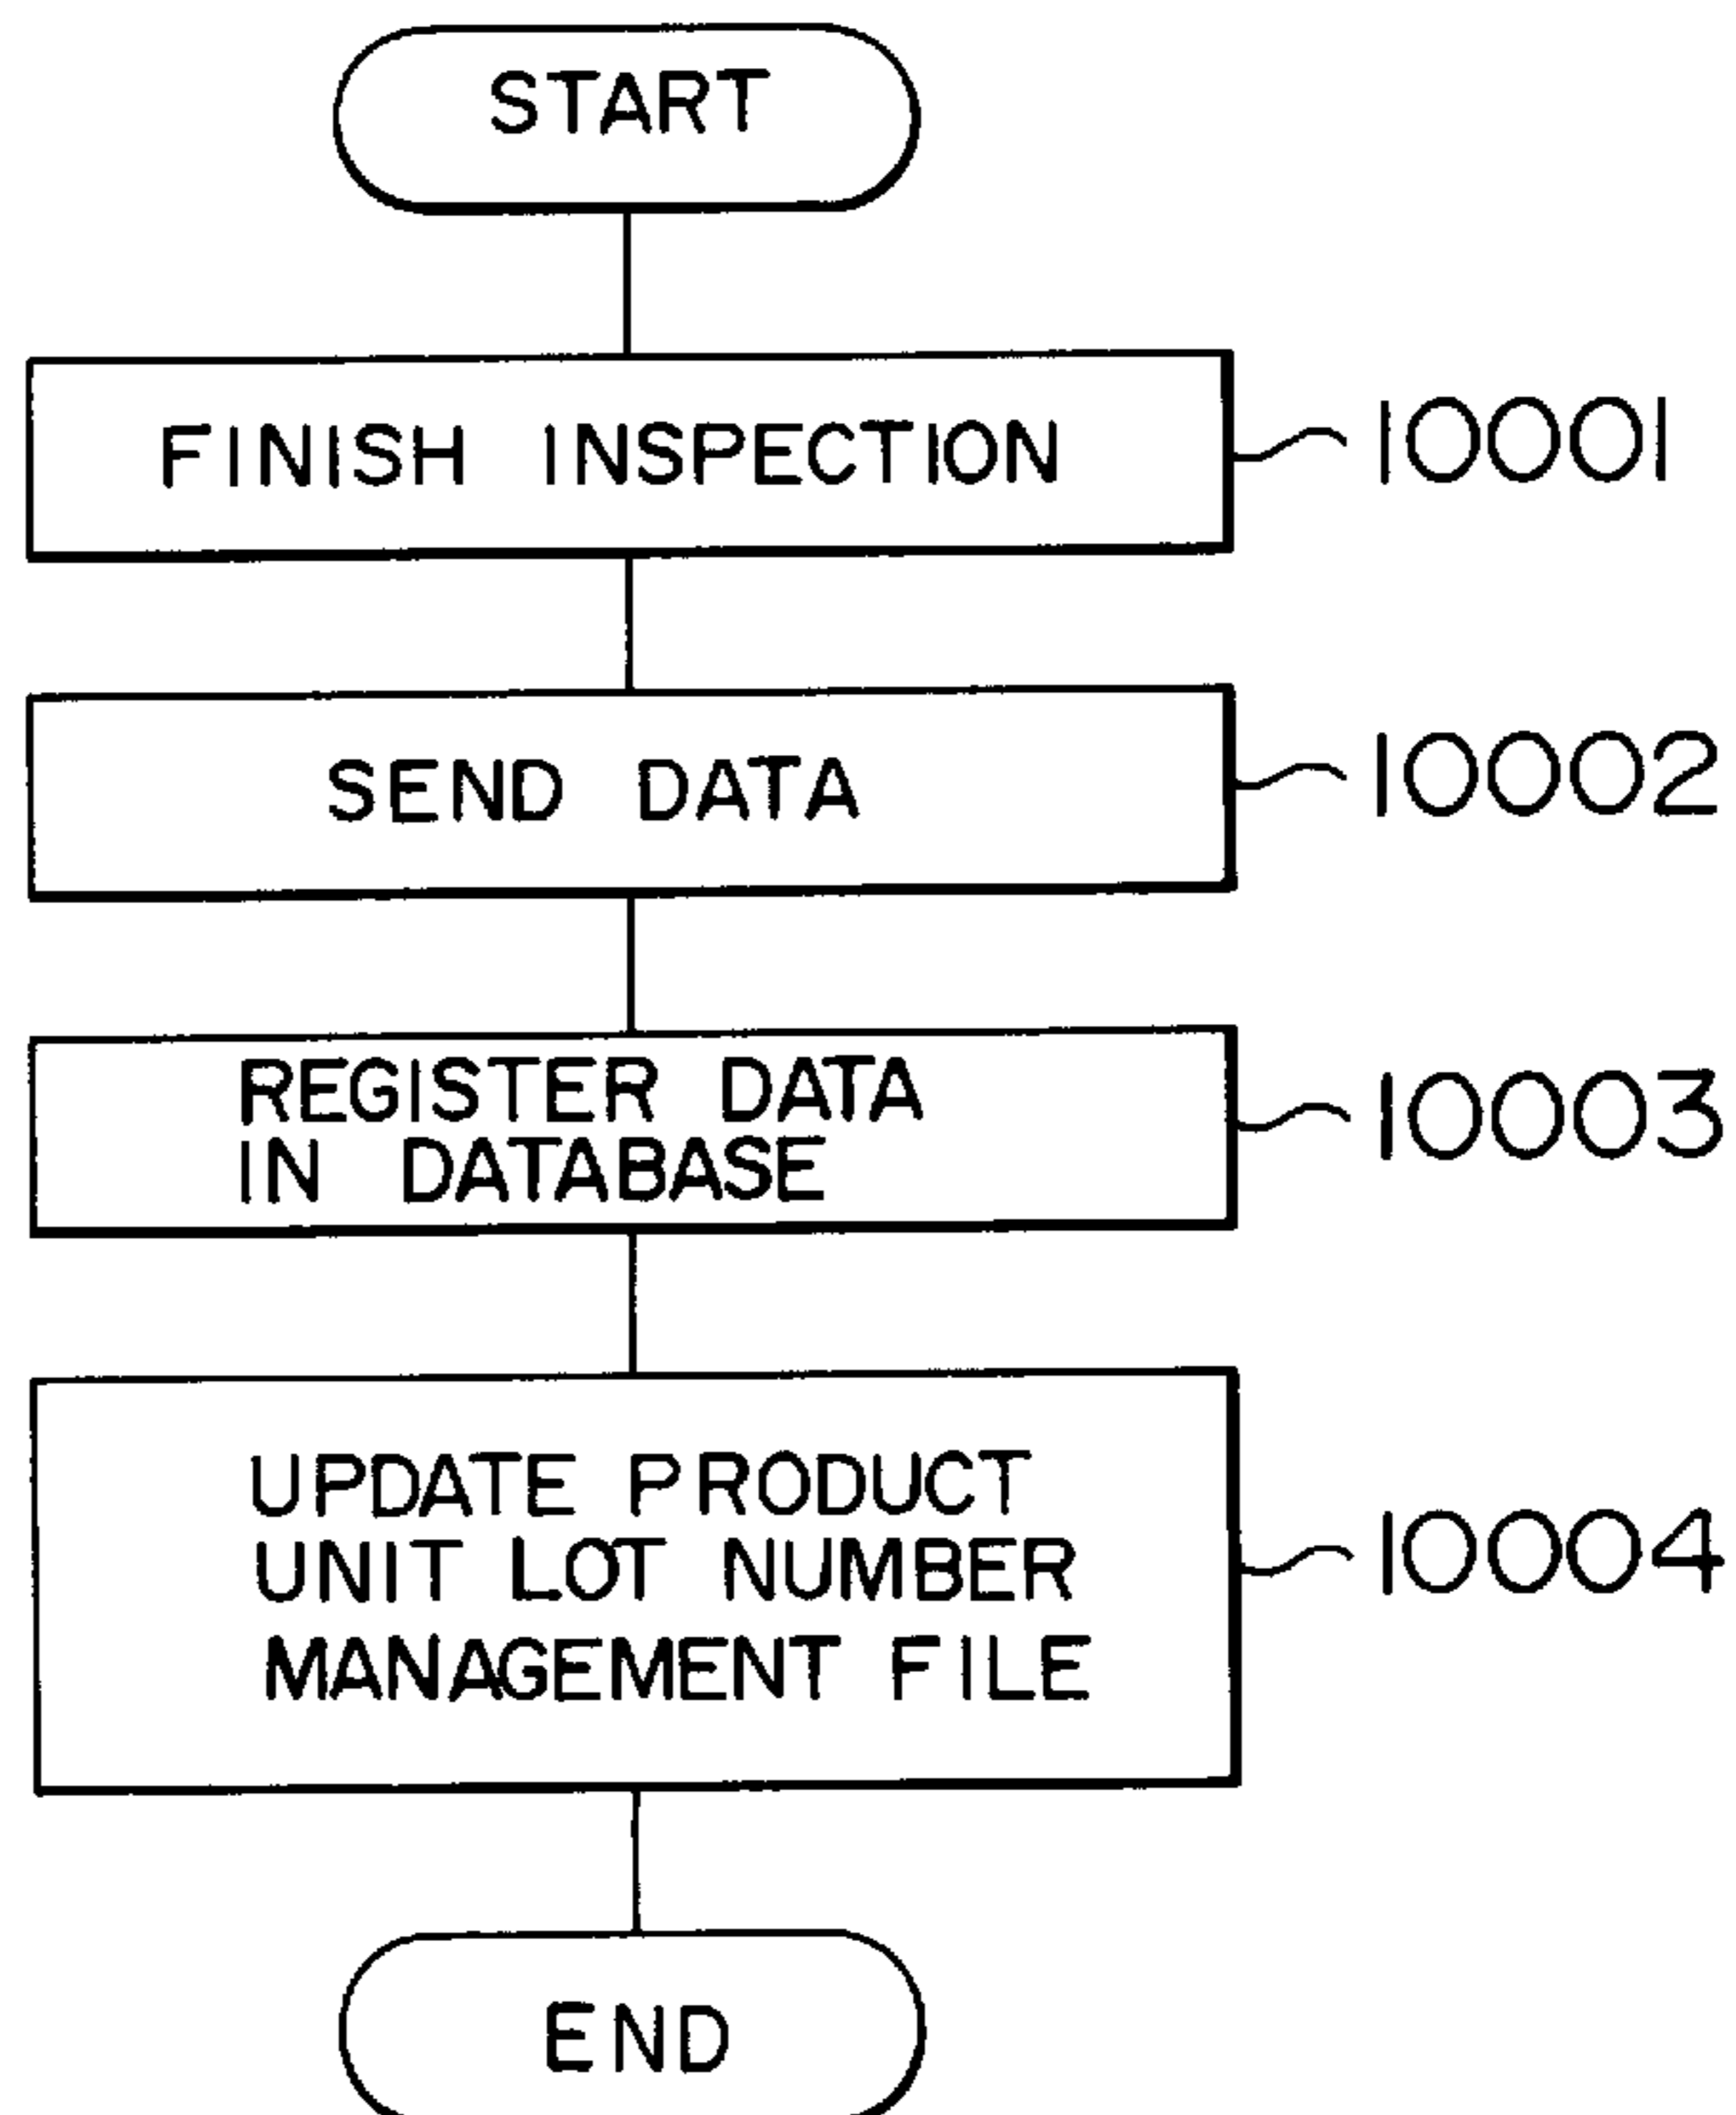 START
FINISH INSPECTION
10001
SEND DATA
10002
REGISTER DATA
IN DATABASE
10003
UPDATE PRODUCT
UNIT LOT NUMBER
MANAGEMENT FILE
10004
END